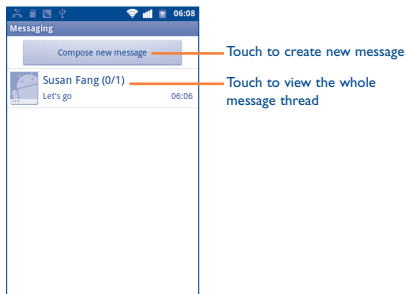 06:08
Messaging
Compose new message
Touch to create new message
Susan Fang (0/1)
Touch to view the whole
message thread
Let's go
06:06